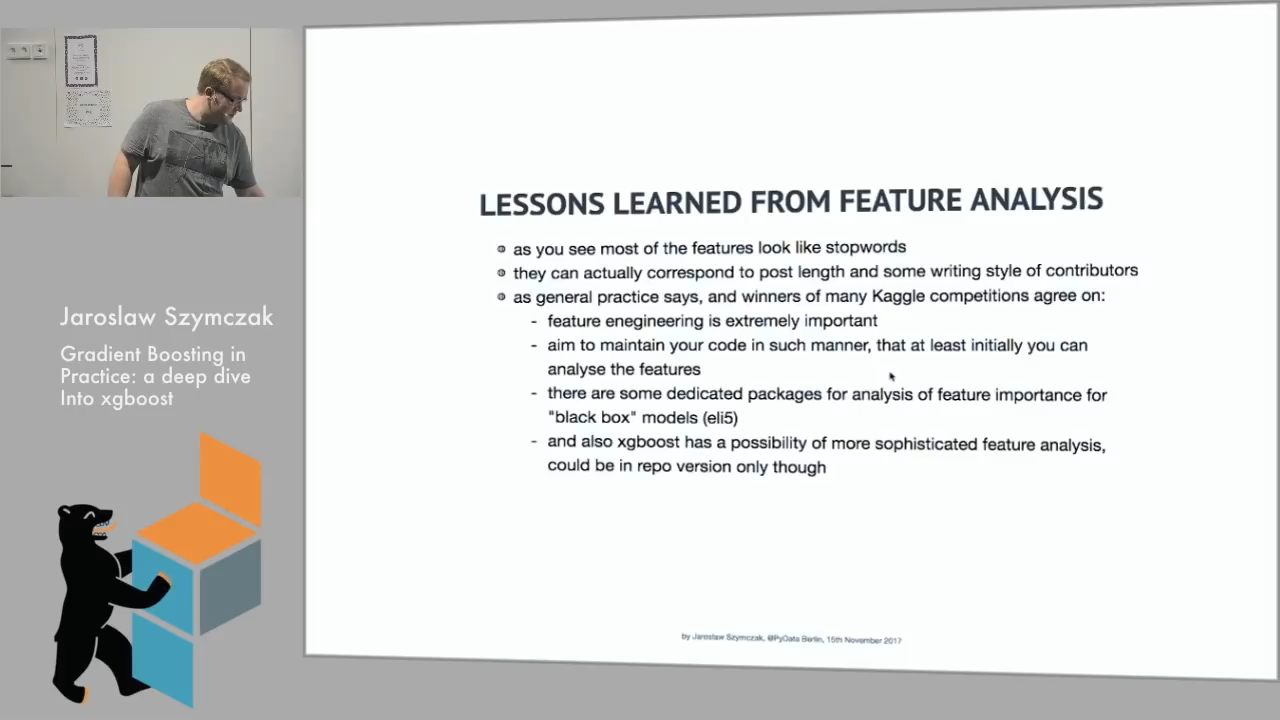 LESSONS LEARNED FROM FEATURE ANALYSIS
as you see most of the features look like stopwords
they can actually correspond to post length and some writing style of contributors
as general practice says, and winners of many Kaggle competitions agree on:
- feature enegineering is extremely important
- aim to maintain your code in such manner, that at least initially you can
analyse the features
- there are some dedicated packages for analysis of feature importance for
"black box" models (eli5)
- and also xgboost has a possibility of more sophisticated feature analysis,
could be in repo version only though
by Jaroslaw Szymczak, @PyData Berlin, 15th November 2017
Jaroslaw Szymczak
Gradient Boosting in
Practice: a deep dive
Into xgboost